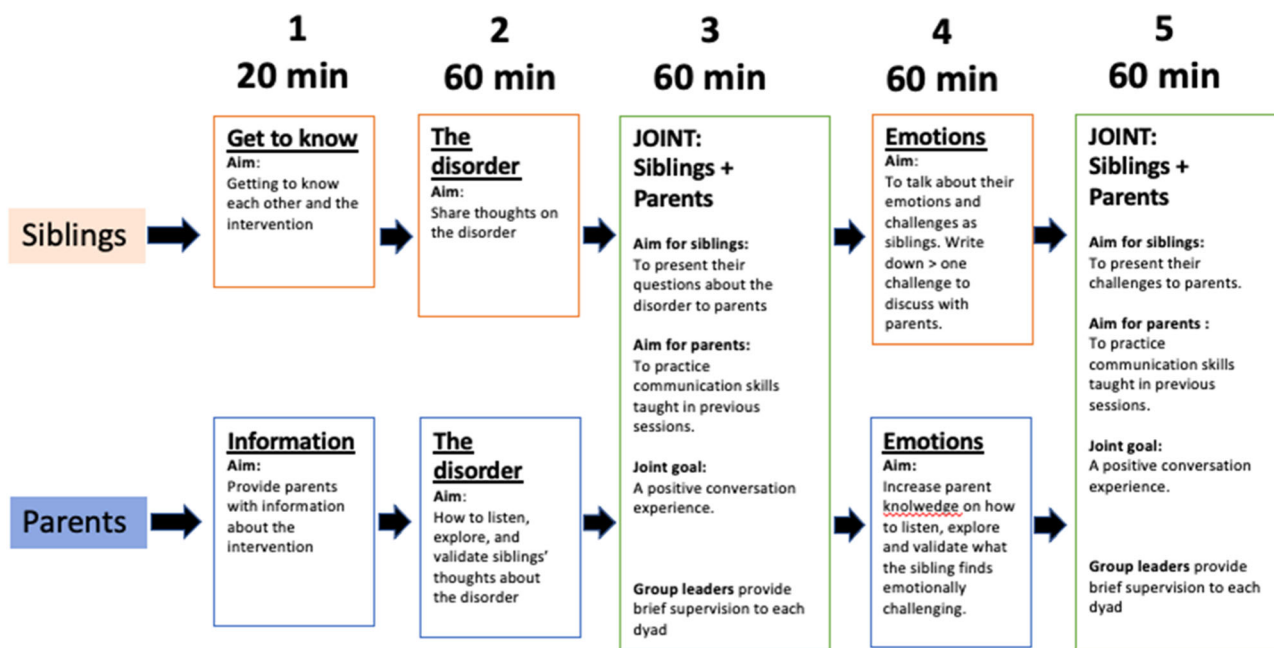 1
20 min
2
60 min
3
60 min
4
60 min
5
60 min
Siblings
Get to know
Aim:
Getting to know
each other and the
intervention
The
disorder
Aim:
Share thoughts on
the disorder
JOINT:
Siblings +
Parents
Aim for siblings:
To present their
questions about the
disorder to parents
Aim for parents:
To practice
communication skills
taught in previous
sessions.
Joint goal:
A positive conversation
experience.
Group leaders provide
brief supervision to each
dyad
Emotions
Aim:
To talk about their
emotions and
challenges as
siblings. Write
down > one
challenge to
discuss with
parents.
JOINT:
Siblings +
Parents
Aim for siblings:
To present their
challenges to parents.
Aim for parents :
To practice
communication skills
taught in previous
sessions.
Joint goal:
A positive conversation
experience.
Group leaders provide
brief supervision to each
dyad
Parents
Information
Aim:
Provide parents
with information
about the
intervention
The
disorder
Aim:
How to listen,
explore, and
validate siblings'
thoughts about
the disorder
Emotions
Aim:
Increase parent
knolwedge on how
to listen, explore
and validate what
the sibling finds
emotionally
challenging.